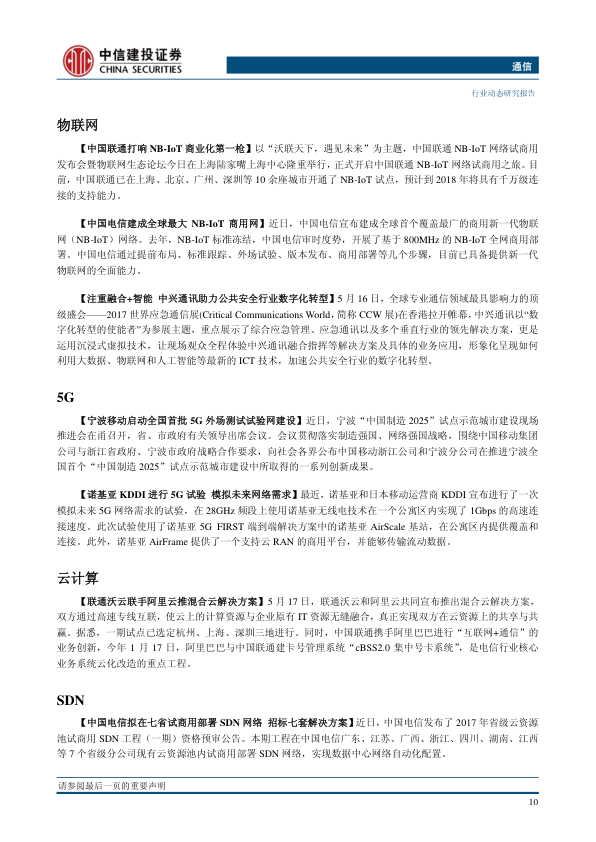 中信建投证券
CHINA SECURITIES
通信
行业动态研究报告
物联网
【中国联通打响 NB-IoT 商业化第一枪】以“沃联天下，遇见未来”为主题，中国联通 NB-IoT 网络试商用
发布会暨物联网生态论坛今日在上海陆家嘴上海中心隆重举行，正式开启中国联通 NB-IoT 网络试商用之旅。目
前，中国联通已在上海、北京、广州、深圳等 10 余座城市开通了 NB-IoT 试点，预计到 2018 年将具有千万级连
接的支持能力。
【中国电信建成全球最大 NB-IoT 商用网】近日，中国电信宣布建成全球首个覆盖最广的商用新一代物联
网（NB-IoT）网络。去年，NB-IoT 标准冻结，中国电信审时度势，开展了基于 800MHz 的 NB-IoT 全网商用部
署。中国电信通过提前布局、标准跟踪、外场试验、版本发布、商用部署等几个步骤，目前已具备提供新一代
物联网的全面能力。
【注重融合+智能 中兴通讯助力公共安全行业数字化转型】5 月 16 日，全球专业通信领域最具影响力的顶
级盛会——2017 世界应急通信展(Critical Communications World，简称 CCW 展)在香港拉开帷幕，中兴通讯以“数
字化转型的使能者”为参展主题，重点展示了综合应急管理、应急通讯以及多个垂直行业的领先解决方案，更是
运用沉浸式虚拟技术，让现场观众全程体验中兴通讯融合指挥等解决方案及具体的业务应用，形象化呈现如何
利用大数据、物联网和人工智能等最新的 ICT 技术，加速公共安全行业的数字化转型。
5G
【宁波移动启动全国首批 5G 外场测试试验网建设】近日，宁波“中国制造 2025”试点示范城市建设现场
推进会在甬召开，省、市政府有关领导出席会议。会议贯彻落实制造强国、网络强国战略，围绕中国移动集团
公司与浙江省政府、宁波市政府战略合作要求，向社会各界公布中国移动浙江公司和宁波分公司在推进宁波全
国首个“中国制造 2025”试点示范城市建设中所取得的一系列创新成果。
【诺基亚 KDDI 进行 5G 试验 模拟未来网络需求】最近，诺基亚和日本移动运营商 KDDI 宣布进行了一次
模拟未来 5G 网络需求的试验，在 28GHz 频段上使用诺基亚无线电技术在一个公寓区内实现了 1Gbps 的高速连
接速度。此次试验使用了诺基亚 5G FIRST 端到端解决方案中的诺基亚 AirScale 基站，在公寓区内提供覆盖和
连接。此外，诺基亚 AirFrame 提供了一个支持云 RAN 的商用平台，并能够传输流动数据。
云计算
【联通沃云联手阿里云推混合云解决方案】5 月 17 日，联通沃云和阿里云共同宣布推出混合云解决方案，
双方通过高速专线互联，使云上的计算资源与企业原有 IT 资源无缝融合，真正实现双方在云资源上的共享与共
赢。据悉，一期试点已选定杭州、上海、深圳三地进行。同时，中国联通携手阿里巴巴进行“互联网+通信”的
业务创新，今年 1 月 17 日，阿里巴巴与中国联通建卡号管理系统“cBSS2.0 集中号卡系统”，是电信行业核心
业务系统云化改造的重点工程。
SDN
【中国电信拟在七省试商用部署 SDN 网络 招标七套解决方案】近日，中国电信发布了 2017 年省级云资源
池试商用 SDN 工程（一期）资格预审公告。本期工程在中国电信广东、江苏、广西、浙江、四川、湖南、江西
等 7 个省级分公司现有云资源池内试商用部署 SDN 网络，实现数据中心网络自动化配置。
请参阅最后一页的重要声明
10